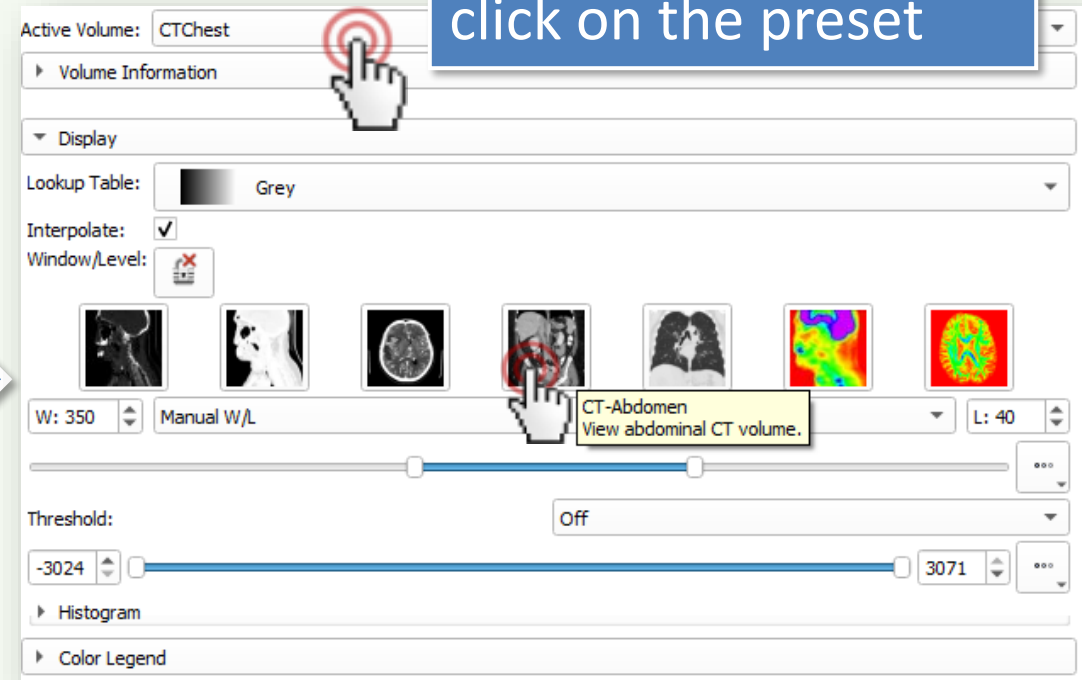 click on the preset
Active Volume: CTChest
Volume Information
Display
Lookup Table: Grey
Interpolate:
Window/Level:
W: 350 Manual W/L L: 40
CT-Abdomen
View abdominal CT volume.
Threshold: Off
-3024 3071
Histogram
Color Legend